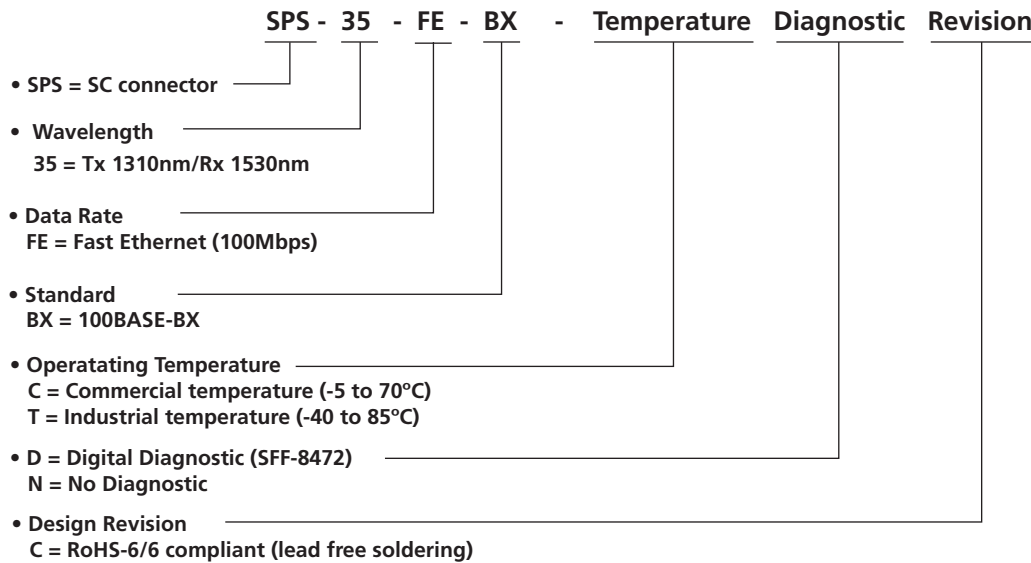 SPS - 35 - FE - BX - Temperature Diagnostic Revision
• SPS = SC connector
• Wavelength
35 = Tx 1310nm/Rx 1530nm
• Data Rate
FE = Fast Ethernet (100Mbps)
• Standard
BX = 100BASE-BX
• Operatating Temperature
C = Commercial temperature (-5 to 70ºC)
T = Industrial temperature (-40 to 85ºC)
• D = Digital Diagnostic (SFF-8472)
N = No Diagnostic
• Design Revision
C = RoHS-6/6 compliant (lead free soldering)